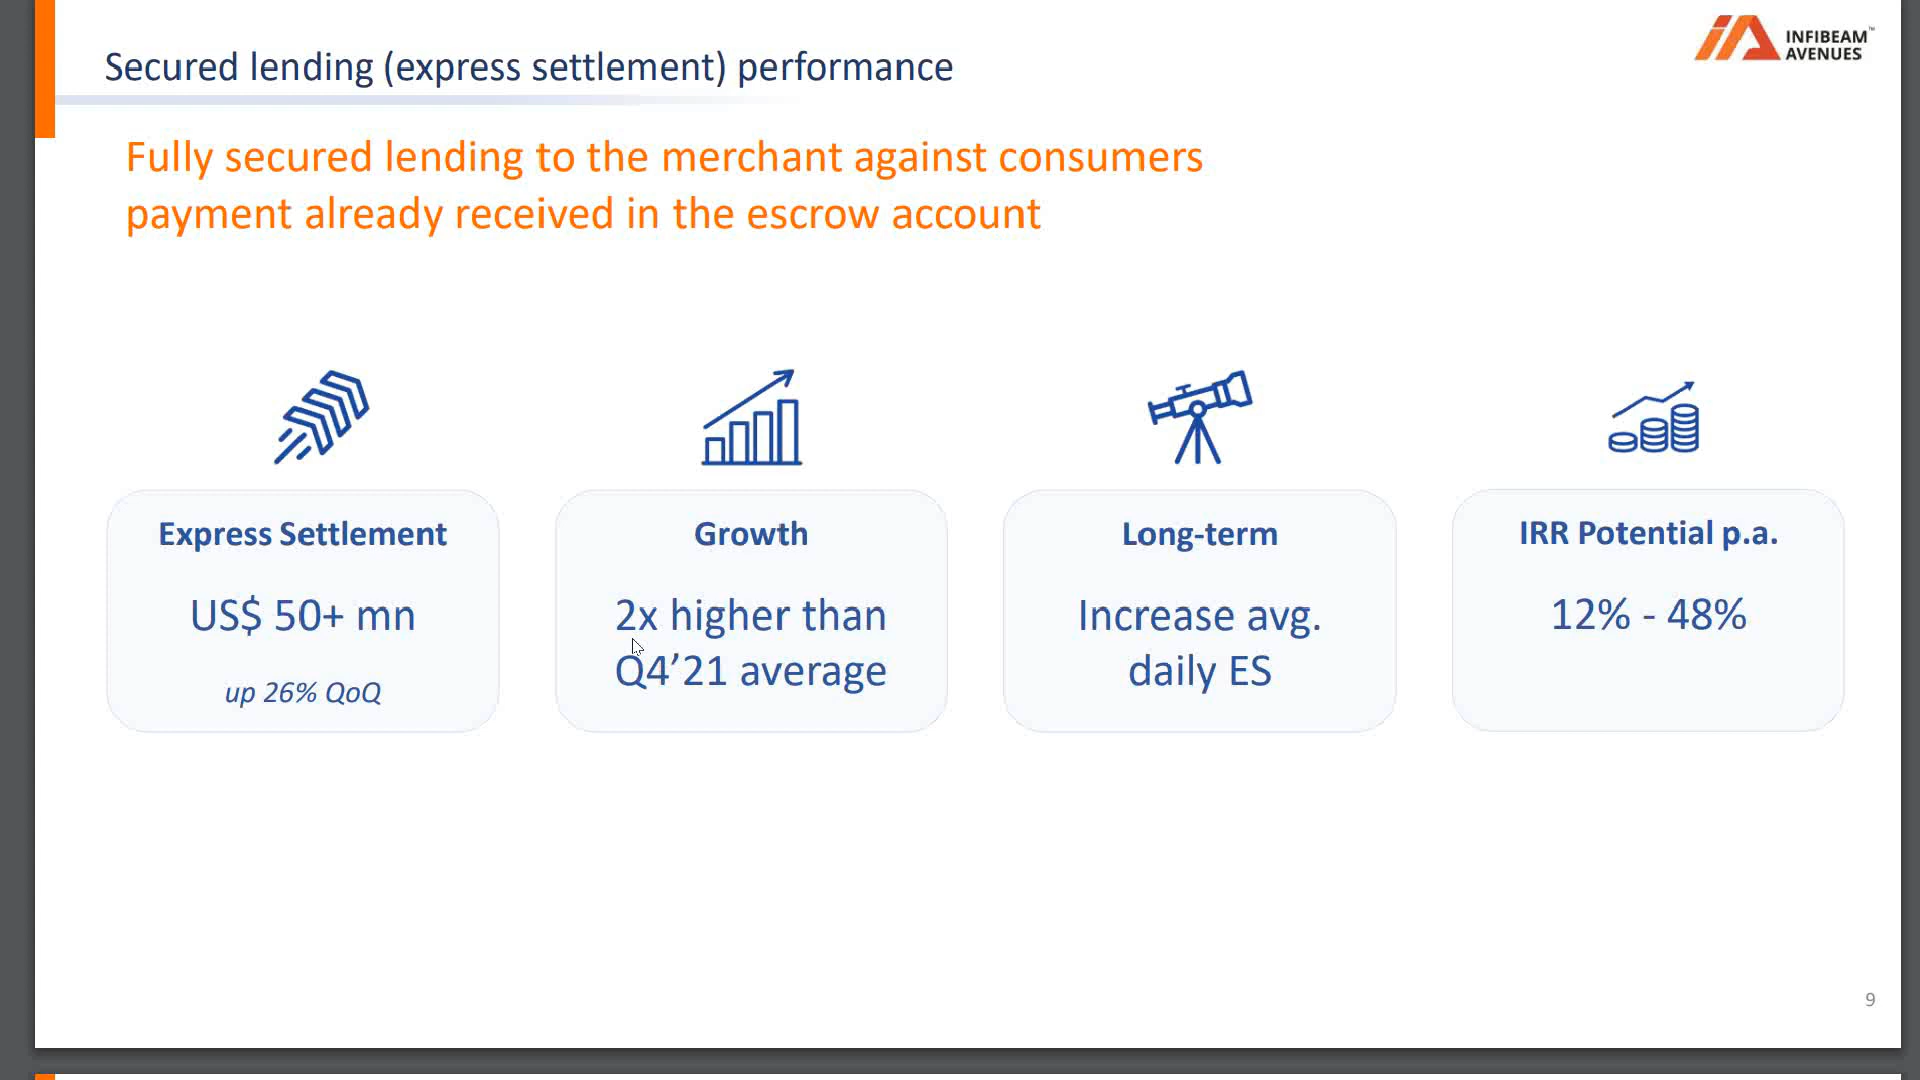 Secured lending (express settlement) performance
INFIBEAM™
AVENUES
Fully secured lending to the merchant against consumers
payment already received in the escrow account
Express Settlement
US$ 50+ mn
up 26% QoQ
Growth
2x higher than
Q4’21 average
Long-term
Increase avg.
daily ES
IRR Potential p.a.
12% - 48%
9